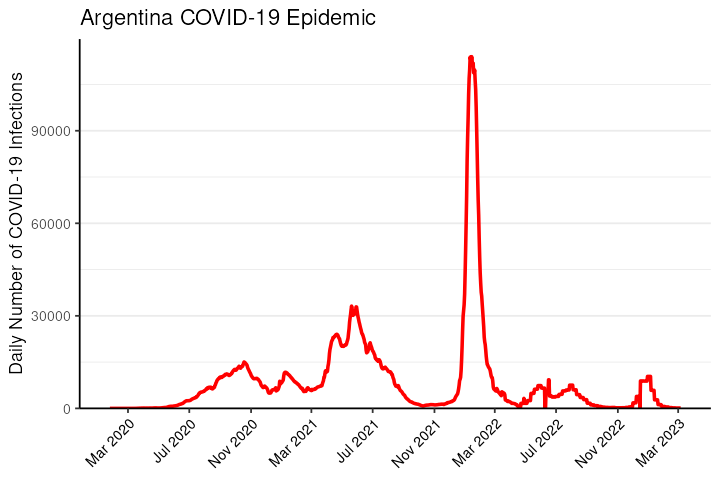 Argentina COVID-19 Epidemic
Daily Number of COVID-19 Infections
90000
60000
30000
0
Mar 2020
Jul 2020
Nov 2020
Mar 2021
Jul 2021
Nov 2021
Mar 2022
Jul 2022
Nov 2022
Mar 2023